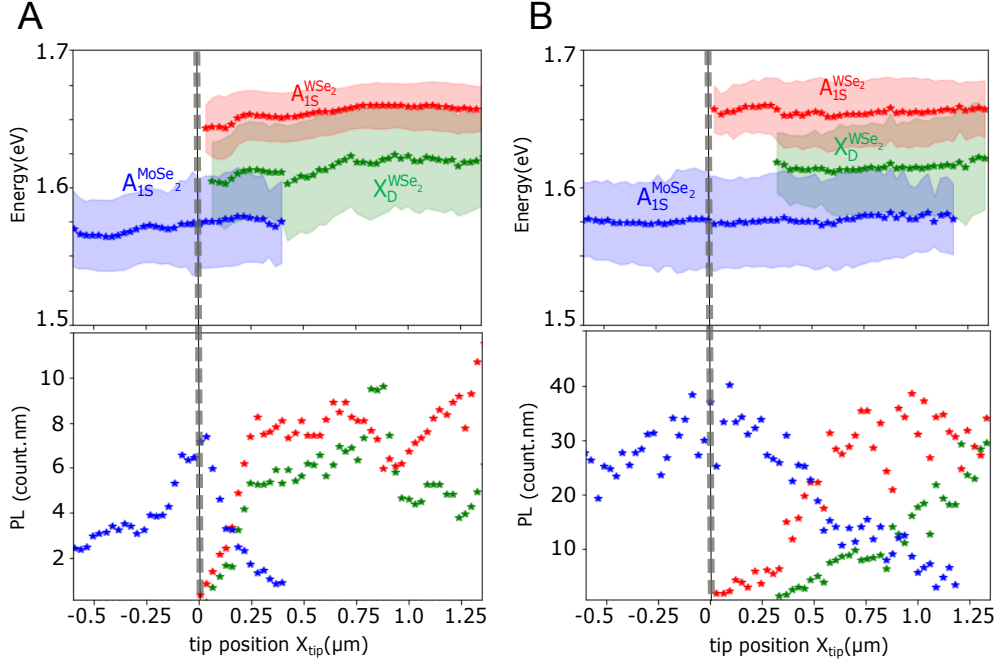 A
B
1.7
1.6
1.5
Energy(eV)
A1S WSe2
XD WSe2
A1S MoSe2
1.7
1.6
1.5
Energy(eV)
A1S WSe2
XD WSe2
A1S MoSe2
10
8
6
4
2
PL (count.nm)
-0.5 -0.25 0 0.25 0.5 0.75 1.0 1.25
tip position Xtip(μm)
40
30
20
10
PL (count.nm)
-0.5 -0.25 0 0.25 0.5 0.75 1.0 1.25
tip position Xtip(μm)